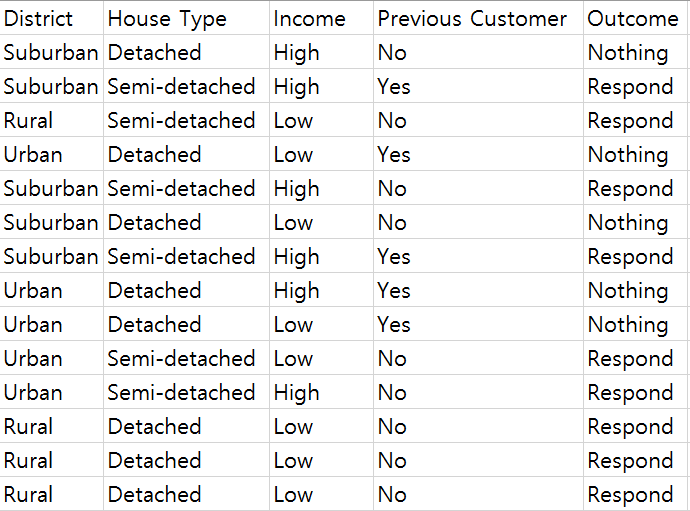 District House Type Income Previous Customer Outcome
Suburban Detached High No Nothing
Suburban Semi-detached High Yes Respond
Rural Semi-detached Low No Respond
Urban Detached Low Yes Nothing
Suburban Semi-detached High No Respond
Suburban Detached Low No Nothing
Suburban Semi-detached High Yes Respond
Urban Detached High Yes Nothing
Urban Detached Low Yes Nothing
Urban Semi-detached Low No Respond
Urban Semi-detached High No Respond
Rural Detached Low No Respond
Rural Detached Low No Respond
Rural Detached Low No Respond